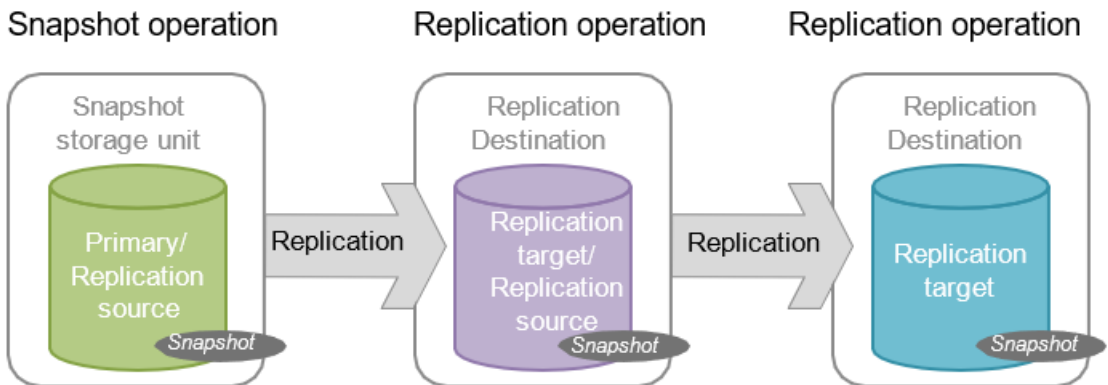 Snapshot operation
Replication operation
Replication operation
Snapshot
storage unit
Primary/
Replication
source
Snapshot
Replication
Replication
Destination
Replication
target/
Replication
source
Snapshot
Replication
Replication
Destination
Replication
target
Snapshot